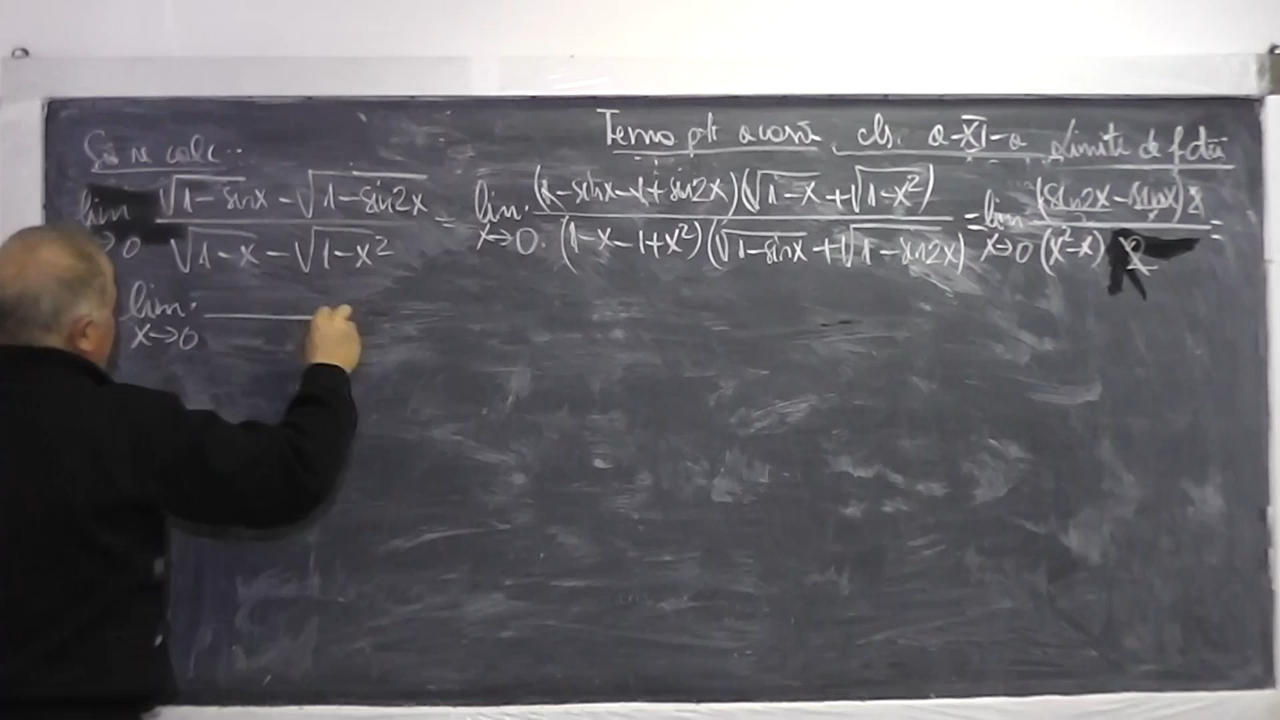 Temă pt acasă, cls. a-XI-a, Limite de fcții
Să se calc:
lim x→0 (√(1-sinx) - √(1-sin2x)) / (√(1-x) - √(1-x²)) = lim x→0 ((1-sinx-1+sin2x)(√(1-x)+√(1-x²))) / ((1-x-1+x²)(√(1-sinx)+√(1-sin2x))) = lim x→0 ((sin2x-sinx)2) / ((x²-x) 2) =
lim x→0